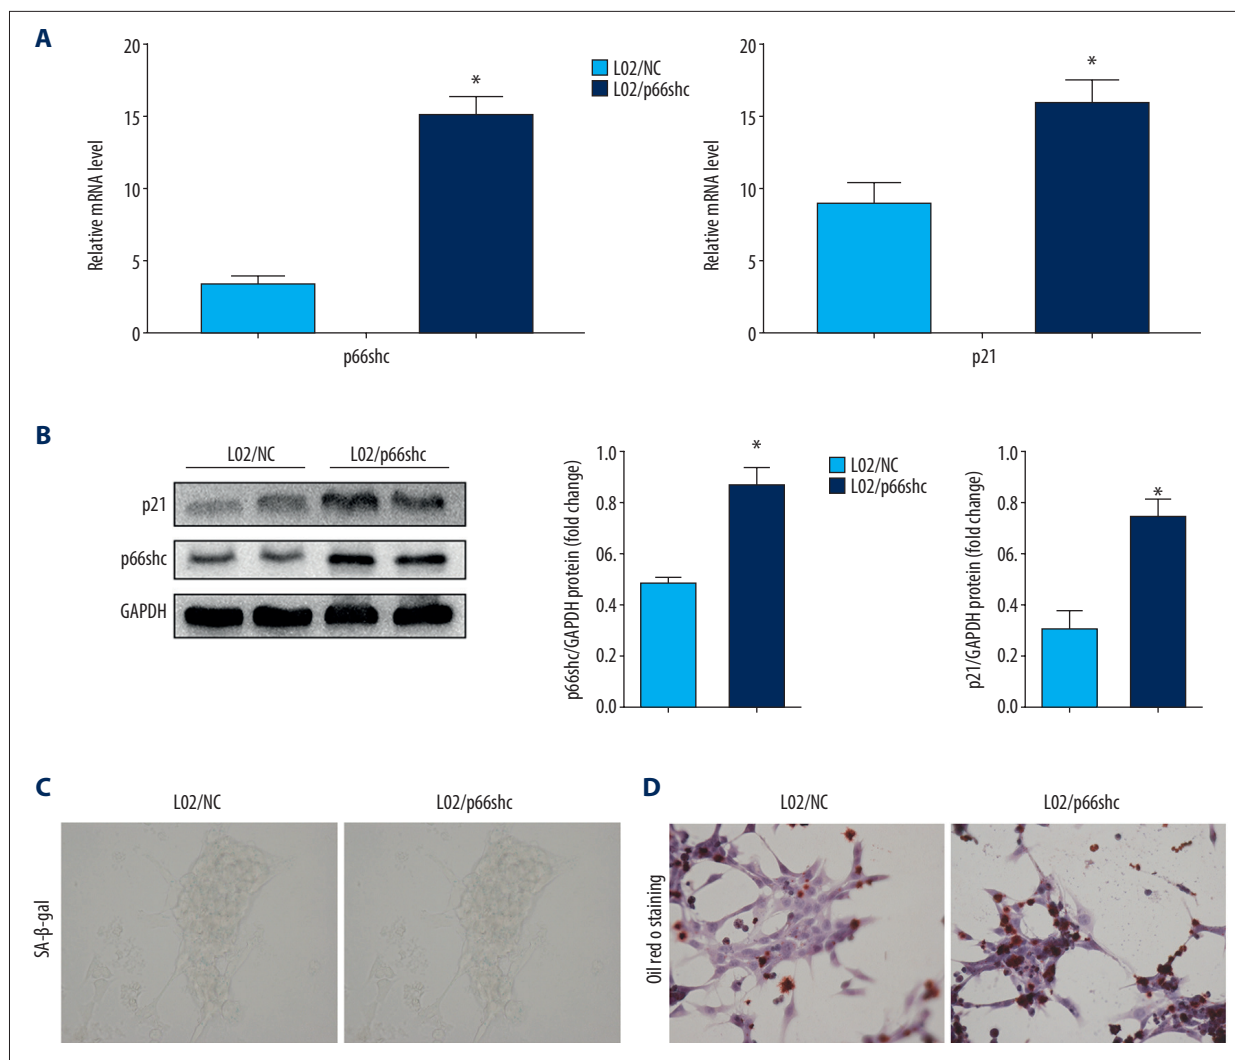 A
20
15
10
5
0
Relative mRNA level
*
p66shc
L02/NC
L02/p66shc
20
15
10
5
0
Relative mRNA level
*
p21
B
L02/NC
L02/p66shc
p21
p66shc
GAPDH
1.0
0.8
06.
0.4
0.2
0.0
p66shc/GAPDH protein (fold change)
*
L02/NC
L02/p66shc
1.0
0.8
06.
0.4
0.2
0.0
p21/GAPDH protein (fold change)
*
C
L02/NC
L02/p66shc
SA-β-gal
D
L02/NC
L02/p66shc
Oil red o staining